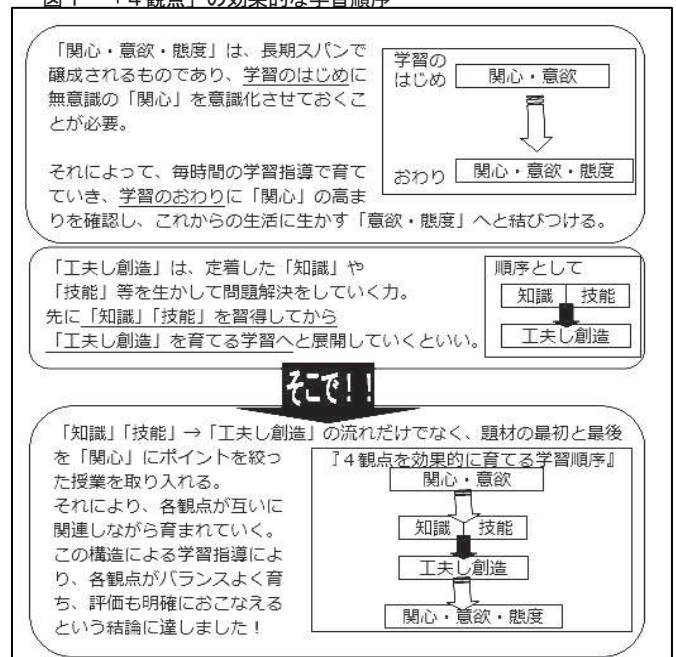 図１ 「４観点」の効果的な学習順序
「関心・意欲・態度」は、長期スパンで
醸成されるものであり、学習のはじめに
無意識の「関心」を意識化させておくこ
とが必要。
それによって、毎時間の学習指導で育て
ていき、学習のおわりに「関心」の高ま
りを確認し、これからの生活に生かす「意欲・態度」へと結びつける。
学習の
はじめ
関心・意欲
おわり
関心・意欲・態度
「工夫し創造」は、定着した「知識」や
「技能」等を生かして問題解決をしていく力。
先に「知識」「技能」を習得してから
「工夫し創造」を育てる学習へと展開していくといい。
順序として
知識 技能
工夫し創造
そこで！！
「知識」「技能」→「工夫し創造」の流れだけでなく、題材の最初と最後
を「関心」にポイントを絞っ
た授業を取り入れる。
それにより、各観点が互いに
関連しながら育まれていく。
この構造による学習指導によ
り、各観点がバランスよく育
ち、評価も明確におこなえる
という結論に達しました！
『４観点を効果的に育てる学習順序』
関心・意欲
知識 技能
工夫し創造
関心・意欲・態度